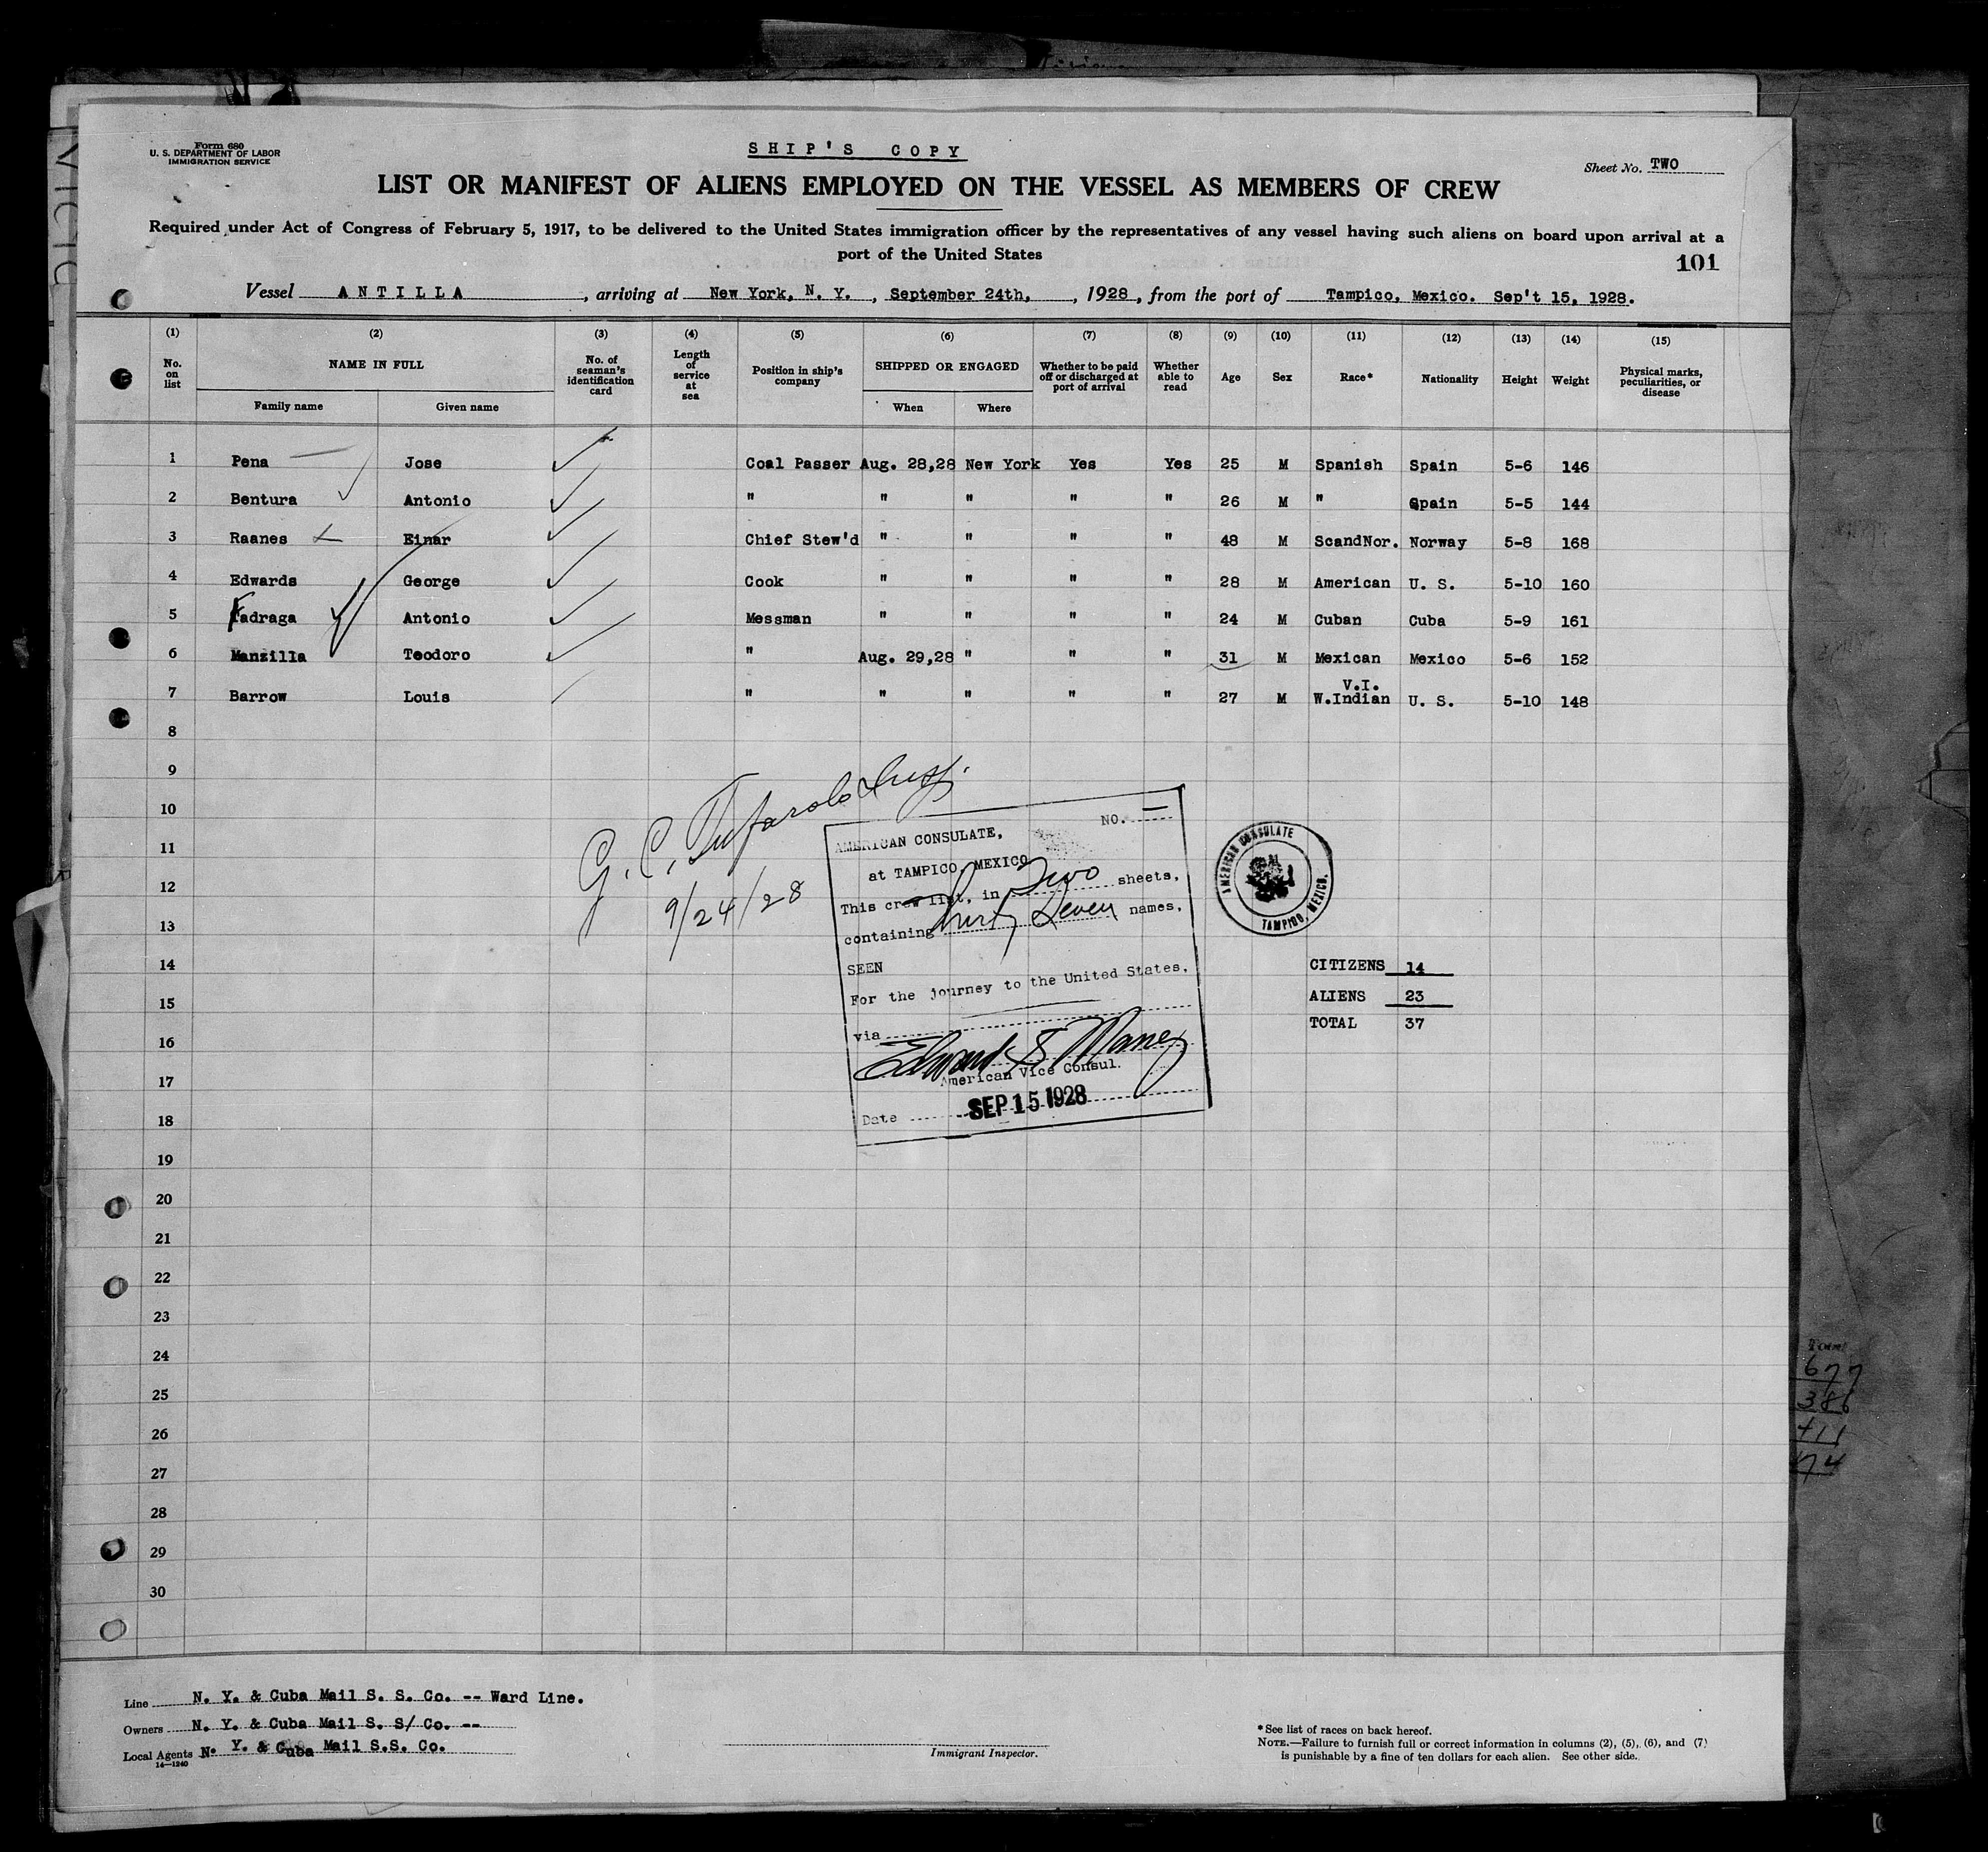 Form 680
U. S. DEPARTMENT OF LABOR
IMMIGRATION SERVICE
SHIP'S COPY
Sheet No. TWO
LIST OR MANIFEST OF ALIENS EMPLOYED ON THE VESSEL AS MEMBERS OF CREW
Required under Act of Congress of February 5, 1917, to be delivered to the United States immigration officer by the representatives of any vessel having such aliens on board upon arrival at a
port of the United States
101
Vessel ANTILLA, arriving at New York, N. Y., September 24th, , 1928, from the port of Tampico, Mexico. Sep't 15, 1928.
(1) (2) (3) (4) (5) (6) (7) (8) (9) (10) (11) (12) (13) (14) (15)
No. on list
NAME IN FULL
Family name
Given name
No. of seaman's identification card
Length of service at sea
Position in ship's company
SHIPPED OR ENGAGED
When
Where
Whether to be paid off or discharged at port of arrival
Whether able to read
Age
Sex
Race*
Nationality
Height
Weight
Physical marks, peculiarities, or disease
1 Pena Jose Coal Passer Aug. 28,28 New York Yes Yes 25 M Spanish Spain 5-6 146
2 Bentura Antonio " " " " " 26 M " Spain 5-5 144
3 Raanes Einar Chief Stew'd " " " " 48 M ScandNor. Norway 5-8 168
4 Edwards George Cook " " " " 28 M American U. S. 5-10 160
5 Fadraga Antonio Messman " " " " 24 M Cuban Cuba 5-9 161
6 Manzilla Teodoro " Aug. 29,28 " " " 31 M Mexican Mexico 5-6 152
7 Barrow Louis " " " " " 27 M V.I. W.Indian U. S. 5-10 148
8
9
10
11
12
13
14
15
16
17
18
19
20
21
22
23
24
25
26
27
28
29
30
G. C.
9/24/28
AMERICAN CONSULATE, NO. —
at TAMPICO, MEXICO
This crew list, in Two sheets,
containing thirty seven names,
SEEN
For the journey to the United States,
via
Edward S Maney
American Vice Consul.
Date SEP 15 1928
AMERICAN CONSULATE
TAMPICO, MEXICO.
CITIZENS 14
ALIENS 23
TOTAL 37
677
386
411
74
Line N. Y. & Cuba Mail S. S. Co. -- Ward Line.
Owners N. Y. & Cuba Mail S. S/ Co. --
Local Agents N. Y. & Cuba Mail S.S. Co.
14—1240
Immigrant Inspector.
* See list of races on back hereof.
NOTE.—Failure to furnish full or correct information in columns (2), (5), (6), and (7)
is punishable by a fine of ten dollars for each alien. See other side.